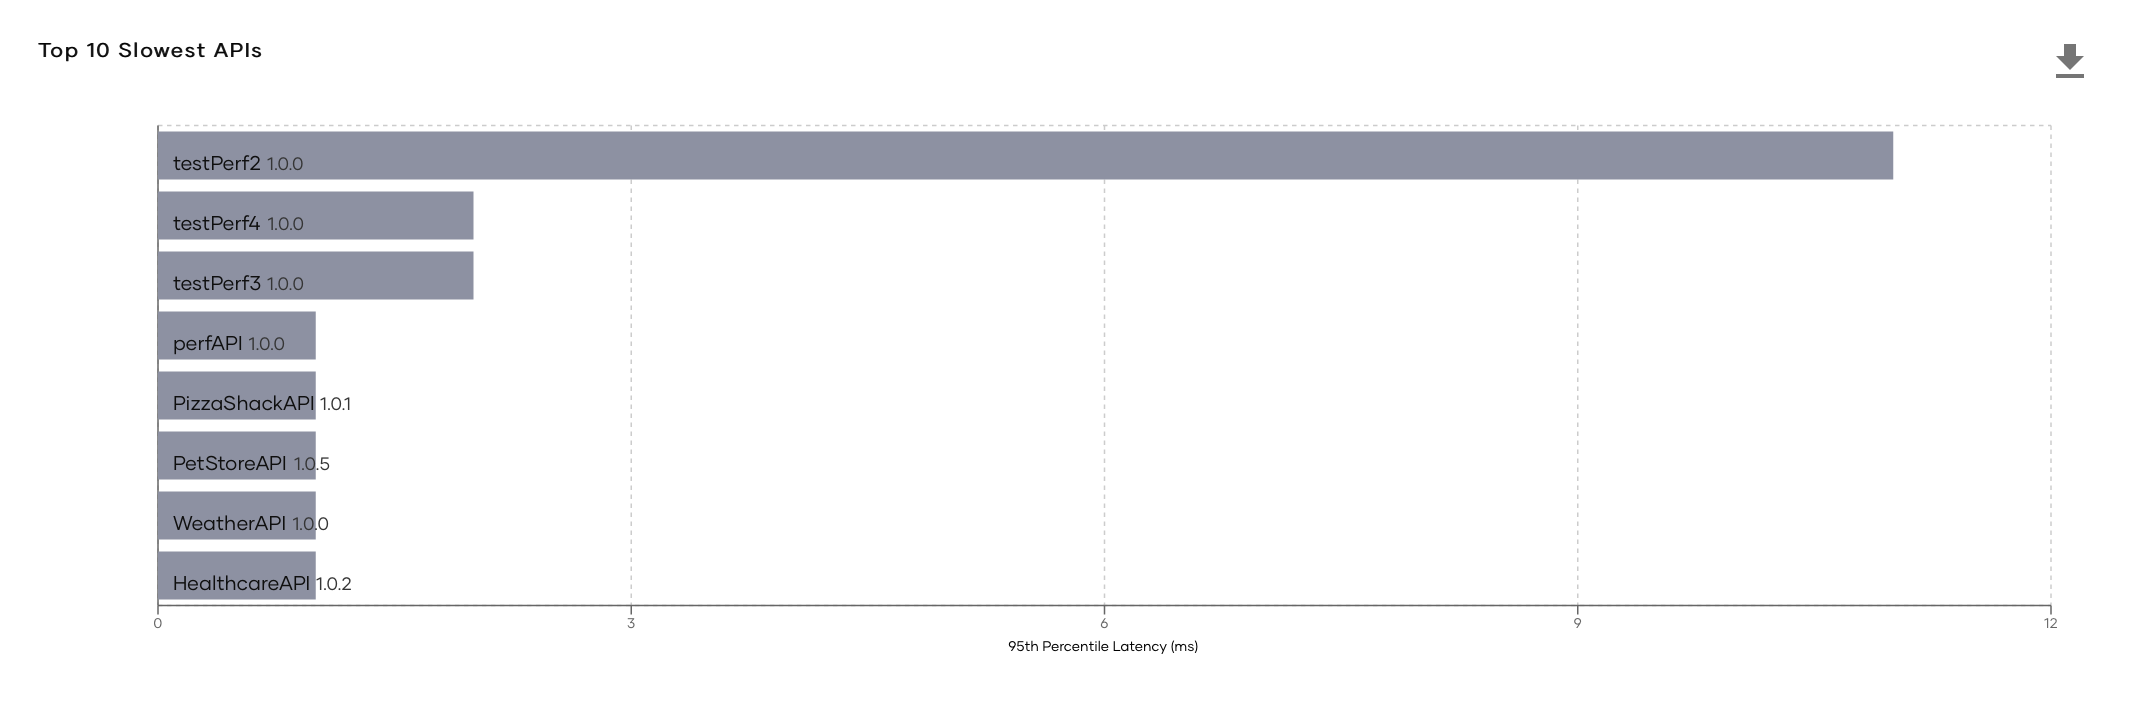 Top 10 Slowest APIs
testPerf2 1.0.0
testPerf4 1.0.0
testPerf3 1.0.0
perfAPI 1.0.0
PizzaShackAPI 1.0.1
PetStoreAPI 1.0.5
WeatherAPI 1.0.0
HealthcareAPI 1.0.2
0 3 6 9 12
95th Percentile Latency (ms)